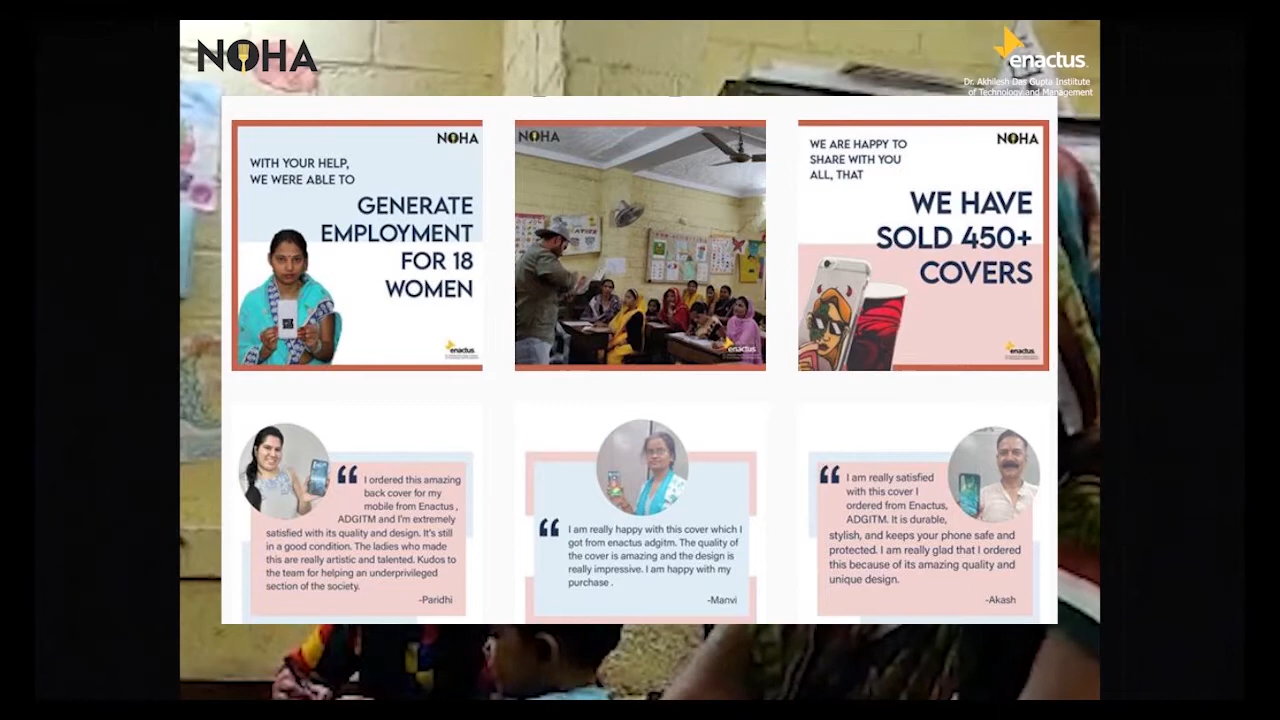 NOHA
enactus.
Dr. Akhilesh Das Gupta Institute
of Technology and Management
NOHA
WITH YOUR HELP,
WE WERE ABLE TO
GENERATE
EMPLOYMENT
FOR 18
WOMEN
enactus
NOHA
enactus
NOHA
WE ARE HAPPY TO
SHARE WITH YOU
ALL, THAT
WE HAVE
SOLD 450+
COVERS
enactus
“ I ordered this amazing
back cover for my
mobile from Enactus ,
ADGITM and I'm extremely
satisfied with its quality and design. It's still
in a good condition. The ladies who made
this are really artistic and talented. Kudos to
the team for helping an underprivileged
section of the society.
-Paridhi
“ I am really happy with this cover which I
got from enactus adgitm. The quality of
the cover is amazing and the design is
really impressive. I am happy with my
purchase .
-Manvi
“ I am really satisfied
with this cover I
ordered from Enactus,
ADGITM. It is durable,
stylish, and keeps your phone safe and
protected. I am really glad that I ordered
this because of its amazing quality and
unique design.
-Akash